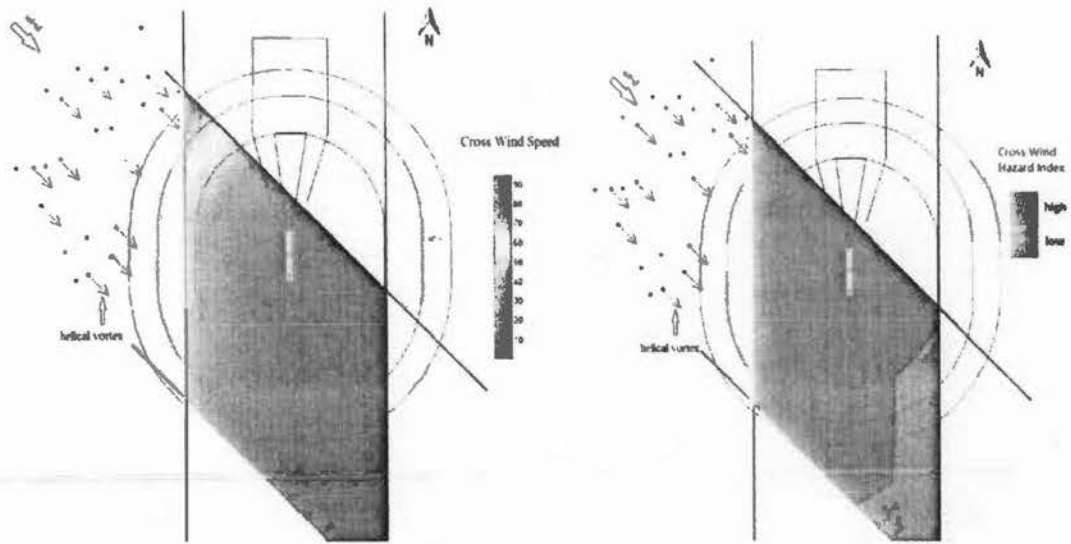 N
Cross Wind Speed
90
80
70
60
50
40
30
20
10
helical vortex
N
Cross Wind
Hazard Index
high
low
helical vortex